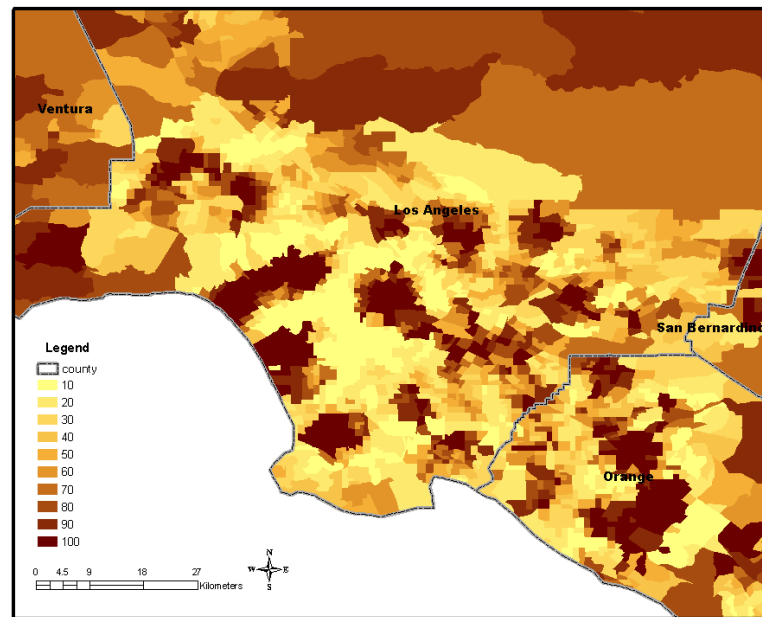 Ventura
Los Angeles
San Bernardino
Orange
Legend
county
10
20
30
40
50
60
70
80
90
100
0 4.5 9 18 27
Kilometers
N
W E
S